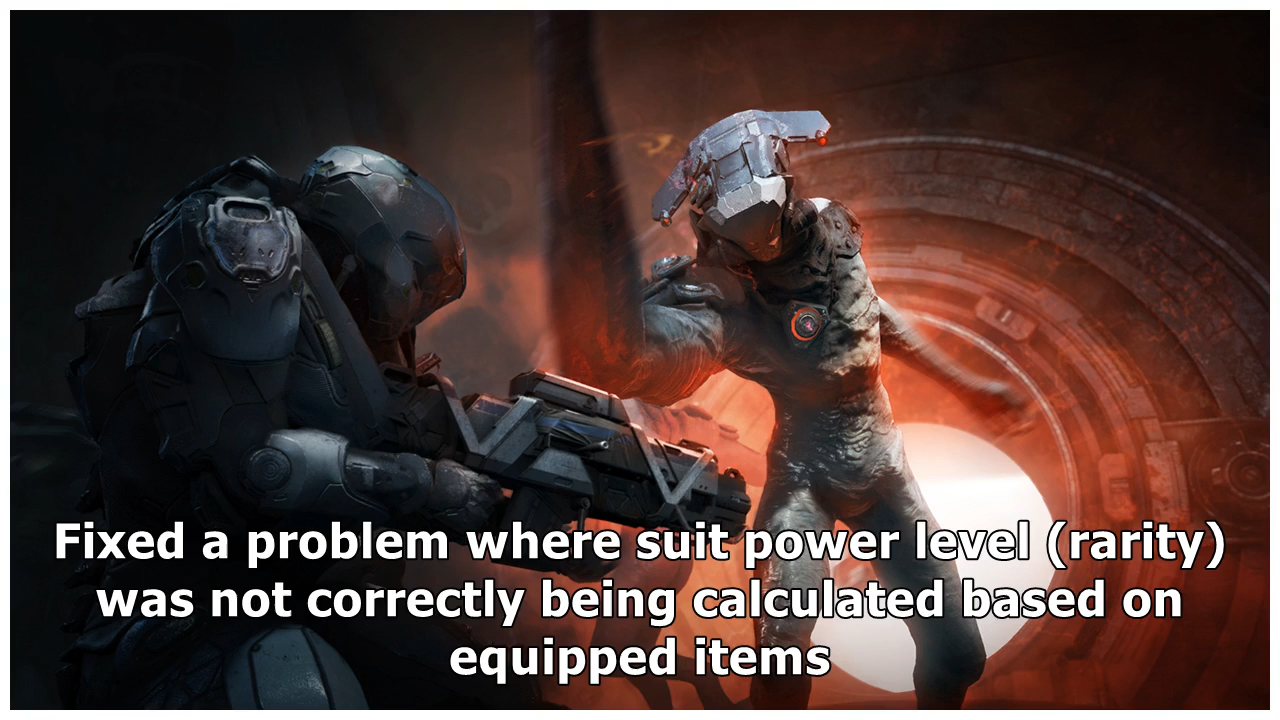 Fixed a problem where suit power level (rarity)
was not correctly being calculated based on
equipped items